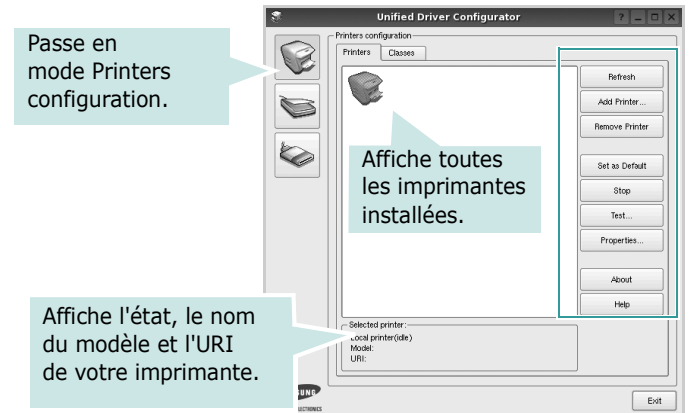 Unified Driver Configurator
Passe en
mode Printers
configuration.
Printers configuration
Printers Classes
Refresh
Add Printer...
Remove Printer
Set as Default
Stop
Test...
Properties...
About
Help
Affiche toutes
les imprimantes
installées.
Affiche l'état, le nom
du modèle et l'URI
de votre imprimante.
Selected printer:
Local printer(idle)
Model:
URI:
Exit